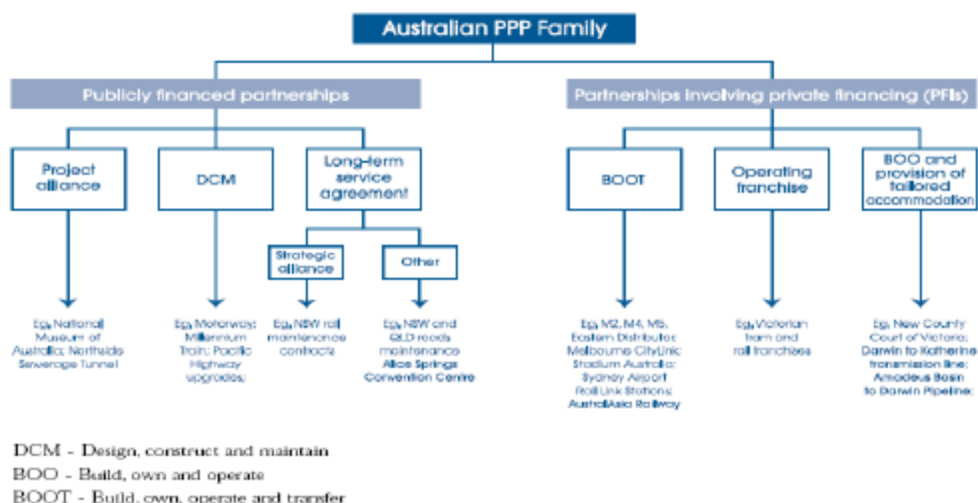 Australian PPP Family
Publicly financed partnerships
Partnerships involving private financing (PFIs)
Project
alliance
DCM
Long-term
service
agreement
BOOT
Operating
franchise
BOO and
provision of
tailored
accommodation
Strategic
alliance
Other
Eg, National
Museum of
Australia; Northside
Sewerage Tunnel
Eg, Motorway;
Millennium
Train; Pacific
Highway
upgrades;
Eg, NSW rail
maintenance
contracts
Eg, NSW and
QLD roads
maintenance
Alice Springs
Convention Centre
Eg, M2, M4, M5,
Eastern Distributor;
Melbourne CityLink;
Stadium Australia;
Sydney Airport
Rail Link Stations;
AustralAsia Railway
Eg, Victorian
tram and
rail franchises
Eg, New County
Court of Victoria;
Darwin to Katherine
transmission line;
Amadeus Basin
to Darwin Pipeline;
DCM - Design, construct and maintain
BOO - Build, own and operate
BOOT - Build, own, operate and transfer